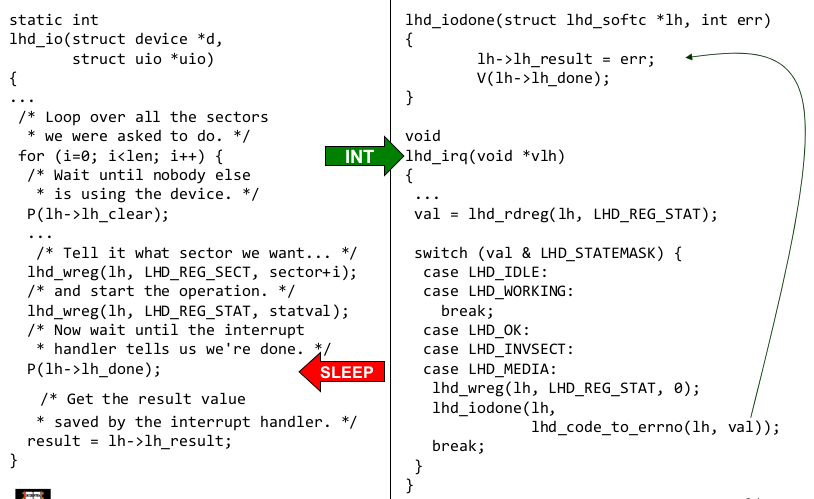 static int
lhd_io(struct device *d,
       struct uio *uio)
{
...
 /* Loop over all the sectors
  * we were asked to do. */
 for (i=0; i<len; i++) {
  /* Wait until nobody else
   * is using the device. */
  P(lh->lh_clear);
  ...
   /* Tell it what sector we want... */
  lhd_wreg(lh, LHD_REG_SECT, sector+i);
  /* and start the operation. */
  lhd_wreg(lh, LHD_REG_STAT, statval);
  /* Now wait until the interrupt
   * handler tells us we're done. */
  P(lh->lh_done);
   /* Get the result value
   * saved by the interrupt handler. */
  result = lh->lh_result;
}
INT
SLEEP
lhd_iodone(struct lhd_softc *lh, int err)
{
        lh->lh_result = err;
        V(lh->lh_done);
}
void
lhd_irq(void *vlh)
{
 ...
 val = lhd_rdreg(lh, LHD_REG_STAT);
 switch (val & LHD_STATEMASK) {
  case LHD_IDLE:
  case LHD_WORKING:
    break;
  case LHD_OK:
  case LHD_INVSECT:
  case LHD_MEDIA:
   lhd_wreg(lh, LHD_REG_STAT, 0);
   lhd_iodone(lh,
              lhd_code_to_errno(lh, val));
   break;
 }
}